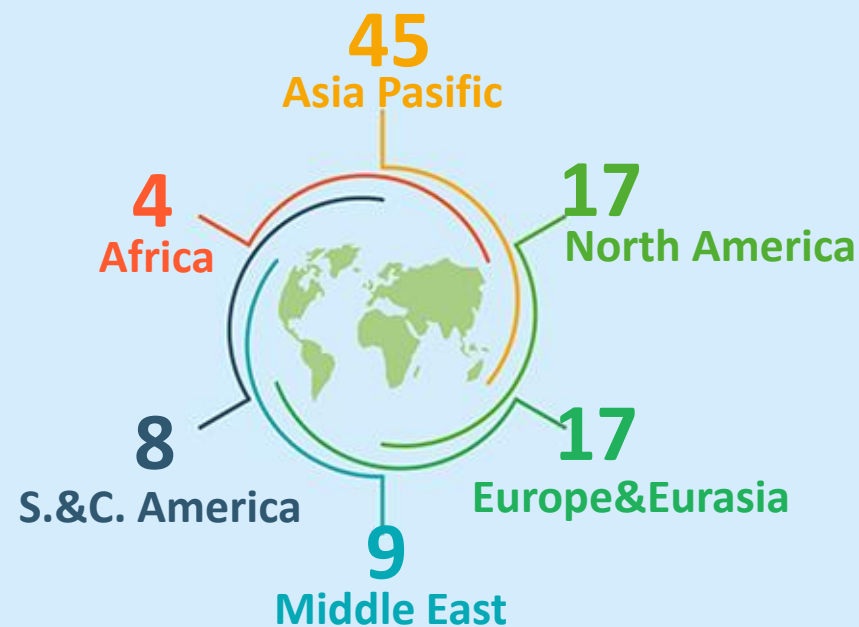 45
Asia Pasific
4
Africa
17
North America
8
S.&C. America
17
Europe&Eurasia
9
Middle East